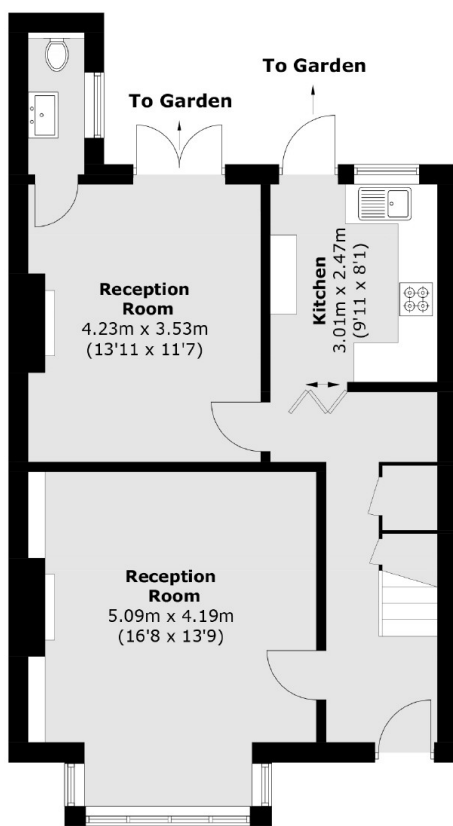 To Garden
To Garden
Reception
Room
4.23m x 3.53m
(13'11 x 11'7)
Kitchen
3.01m x 2.47m
(9'11 x 8'1)
Reception
Room
5.09m x 4.19m
(16'8 x 13'9)